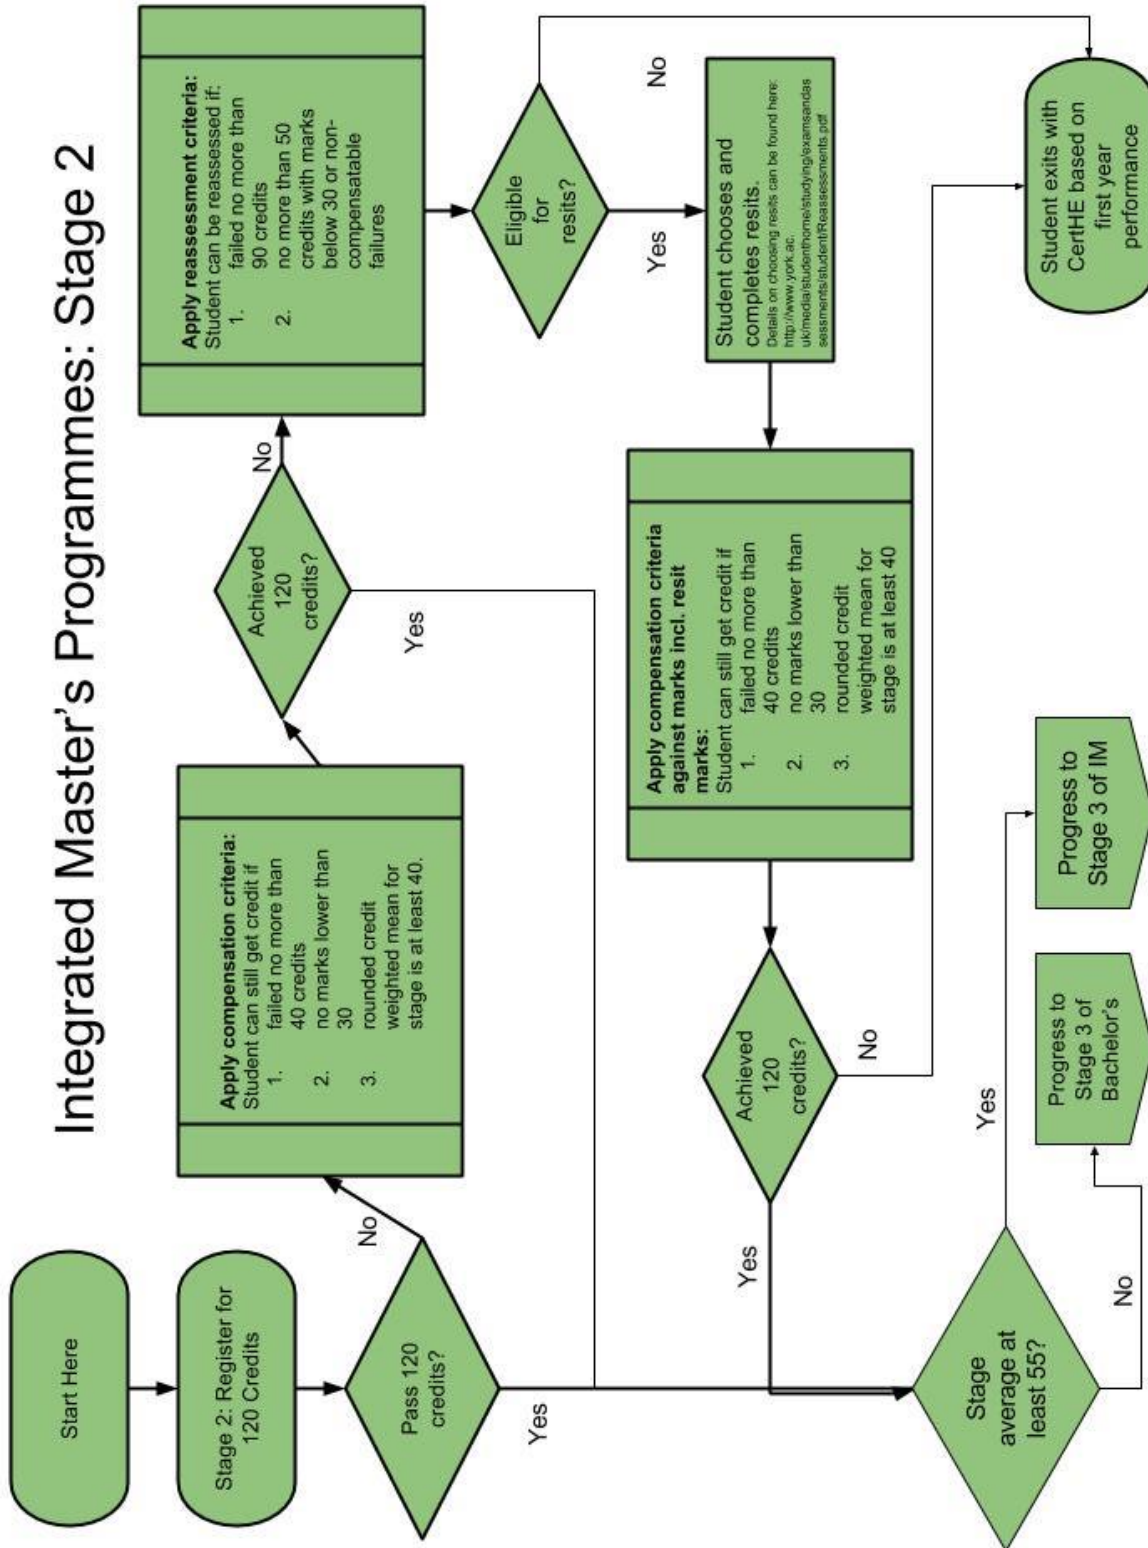 Integrated Master's Programmes: Stage 2
Start Here
Stage 2: Register for
120 Credits
Pass 120
credits?
No
Yes
Apply compensation criteria:
Student can still get credit if
1. failed no more than
40 credits
2. no marks lower than
30
3. rounded credit
weighted mean for
stage is at least 40.
Achieved
120
credits?
No
Yes
Apply reassessment criteria:
Student can be reassessed if:
1. failed no more than
90 credits
2. no more than 50
credits with marks
below 30 or non-
compensatable
failures
Eligible
for
resits?
No
Yes
Student chooses and
completes resits.
Details on choosing resits can be found here:
http://www.york.ac.
uk/media/studenthome/studying/examsandas
sessments/student/Reassessments.pdf
Apply compensation criteria
against marks incl. resit
marks:
Student can still get credit if
1. failed no more than
40 credits
2. no marks lower than
30
3. rounded credit
weighted mean for
stage is at least 40
Achieved
120
credits?
Yes
No
Stage
average at
least 55?
Yes
No
Progress to
Stage 3 of
Bachelor's
Progress to
Stage 3 of IM
Student exits with
CertHE based on
first year
performance